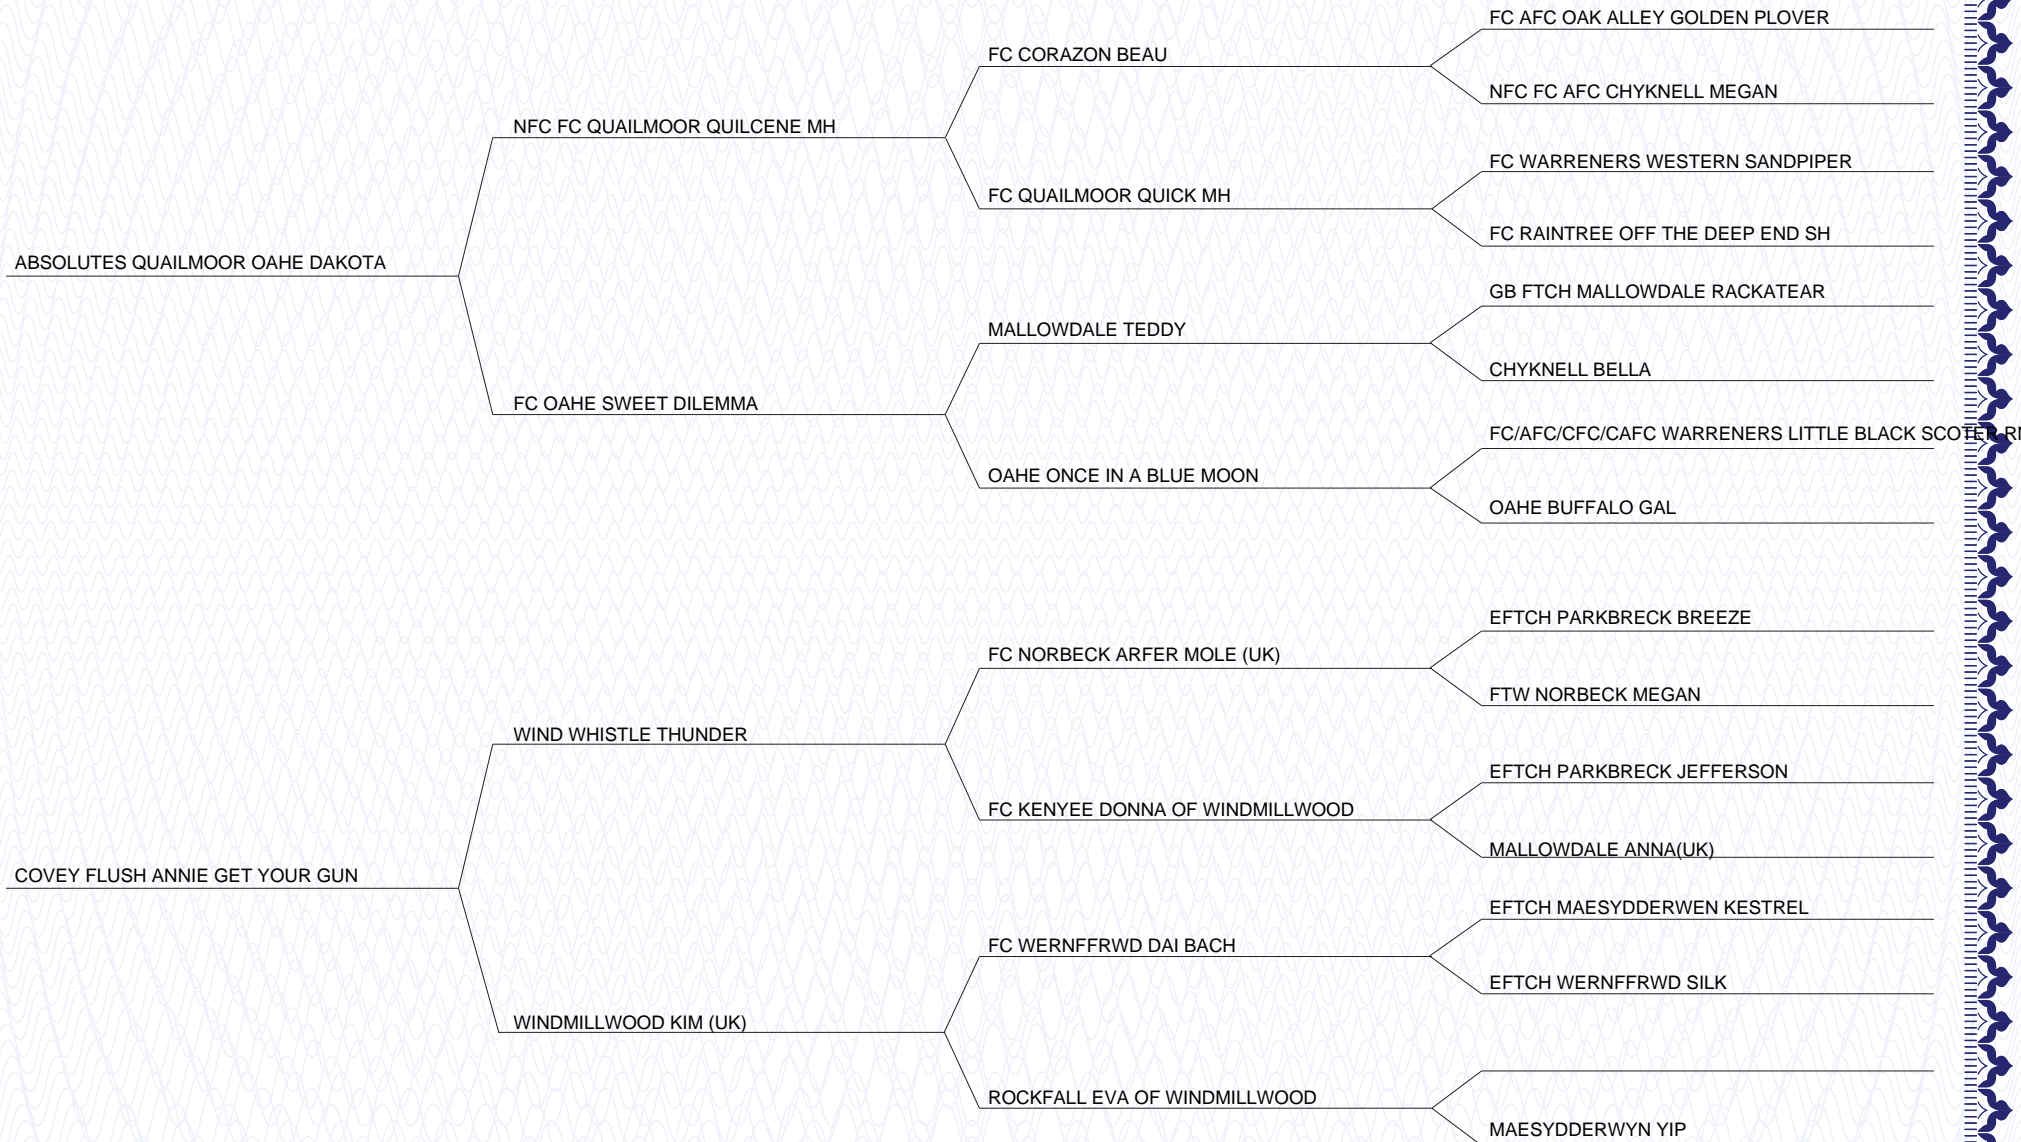 FC AFC OAK ALLEY GOLDEN PLOVER
FC CORAZON BEAU
NFC FC AFC CHYKNELL MEGAN
NFC FC QUAILMOOR QUILCENE MH
FC WARRENERS WESTERN SANDPIPER
FC QUAILMOOR QUICK MH
FC RAINTREE OFF THE DEEP END SH
ABSOLUTES QUAILMOOR OAHE DAKOTA
GB FTCH MALLOWDALE RACKATEAR
MALLOWDALE TEDDY
CHYKNELL BELLA
FC OAHE SWEET DILEMMA
FC/AFC/CFC/CAFC WARRENERS LITTLE BLACK SCOTER
OAHE ONCE IN A BLUE MOON
OAHE BUFFALO GAL
EFTCH PARKBRECK BREEZE
FC NORBECK ARFER MOLE (UK)
FTW NORBECK MEGAN
WIND WHISTLE THUNDER
EFTCH PARKBRECK JEFFERSON
FC KENYEE DONNA OF WINDMILLWOOD
MALLOWDALE ANNA(UK)
COVEY FLUSH ANNIE GET YOUR GUN
EFTCH MAESYDDERWEN KESTREL
FC WERNFFRWD DAI BACH
EFTCH WERNFFRWD SILK
WINDMILLWOOD KIM (UK)
ROCKFALL EVA OF WINDMILLWOOD
MAESYDDERWYN YIP